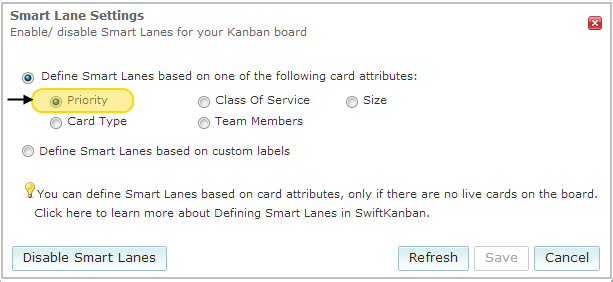 Smart Lane Settings
Enable/ disable Smart Lanes for your Kanban board
Define Smart Lanes based on one of the following card attributes:
Priority Class Of Service Size
Card Type Team Members
Define Smart Lanes based on custom labels
You can define Smart Lanes based on card attributes, only if there are no live cards on the board.
Click here to learn more about Defining Smart Lanes in SwiftKanban.
Disable Smart Lanes Refresh Save Cancel